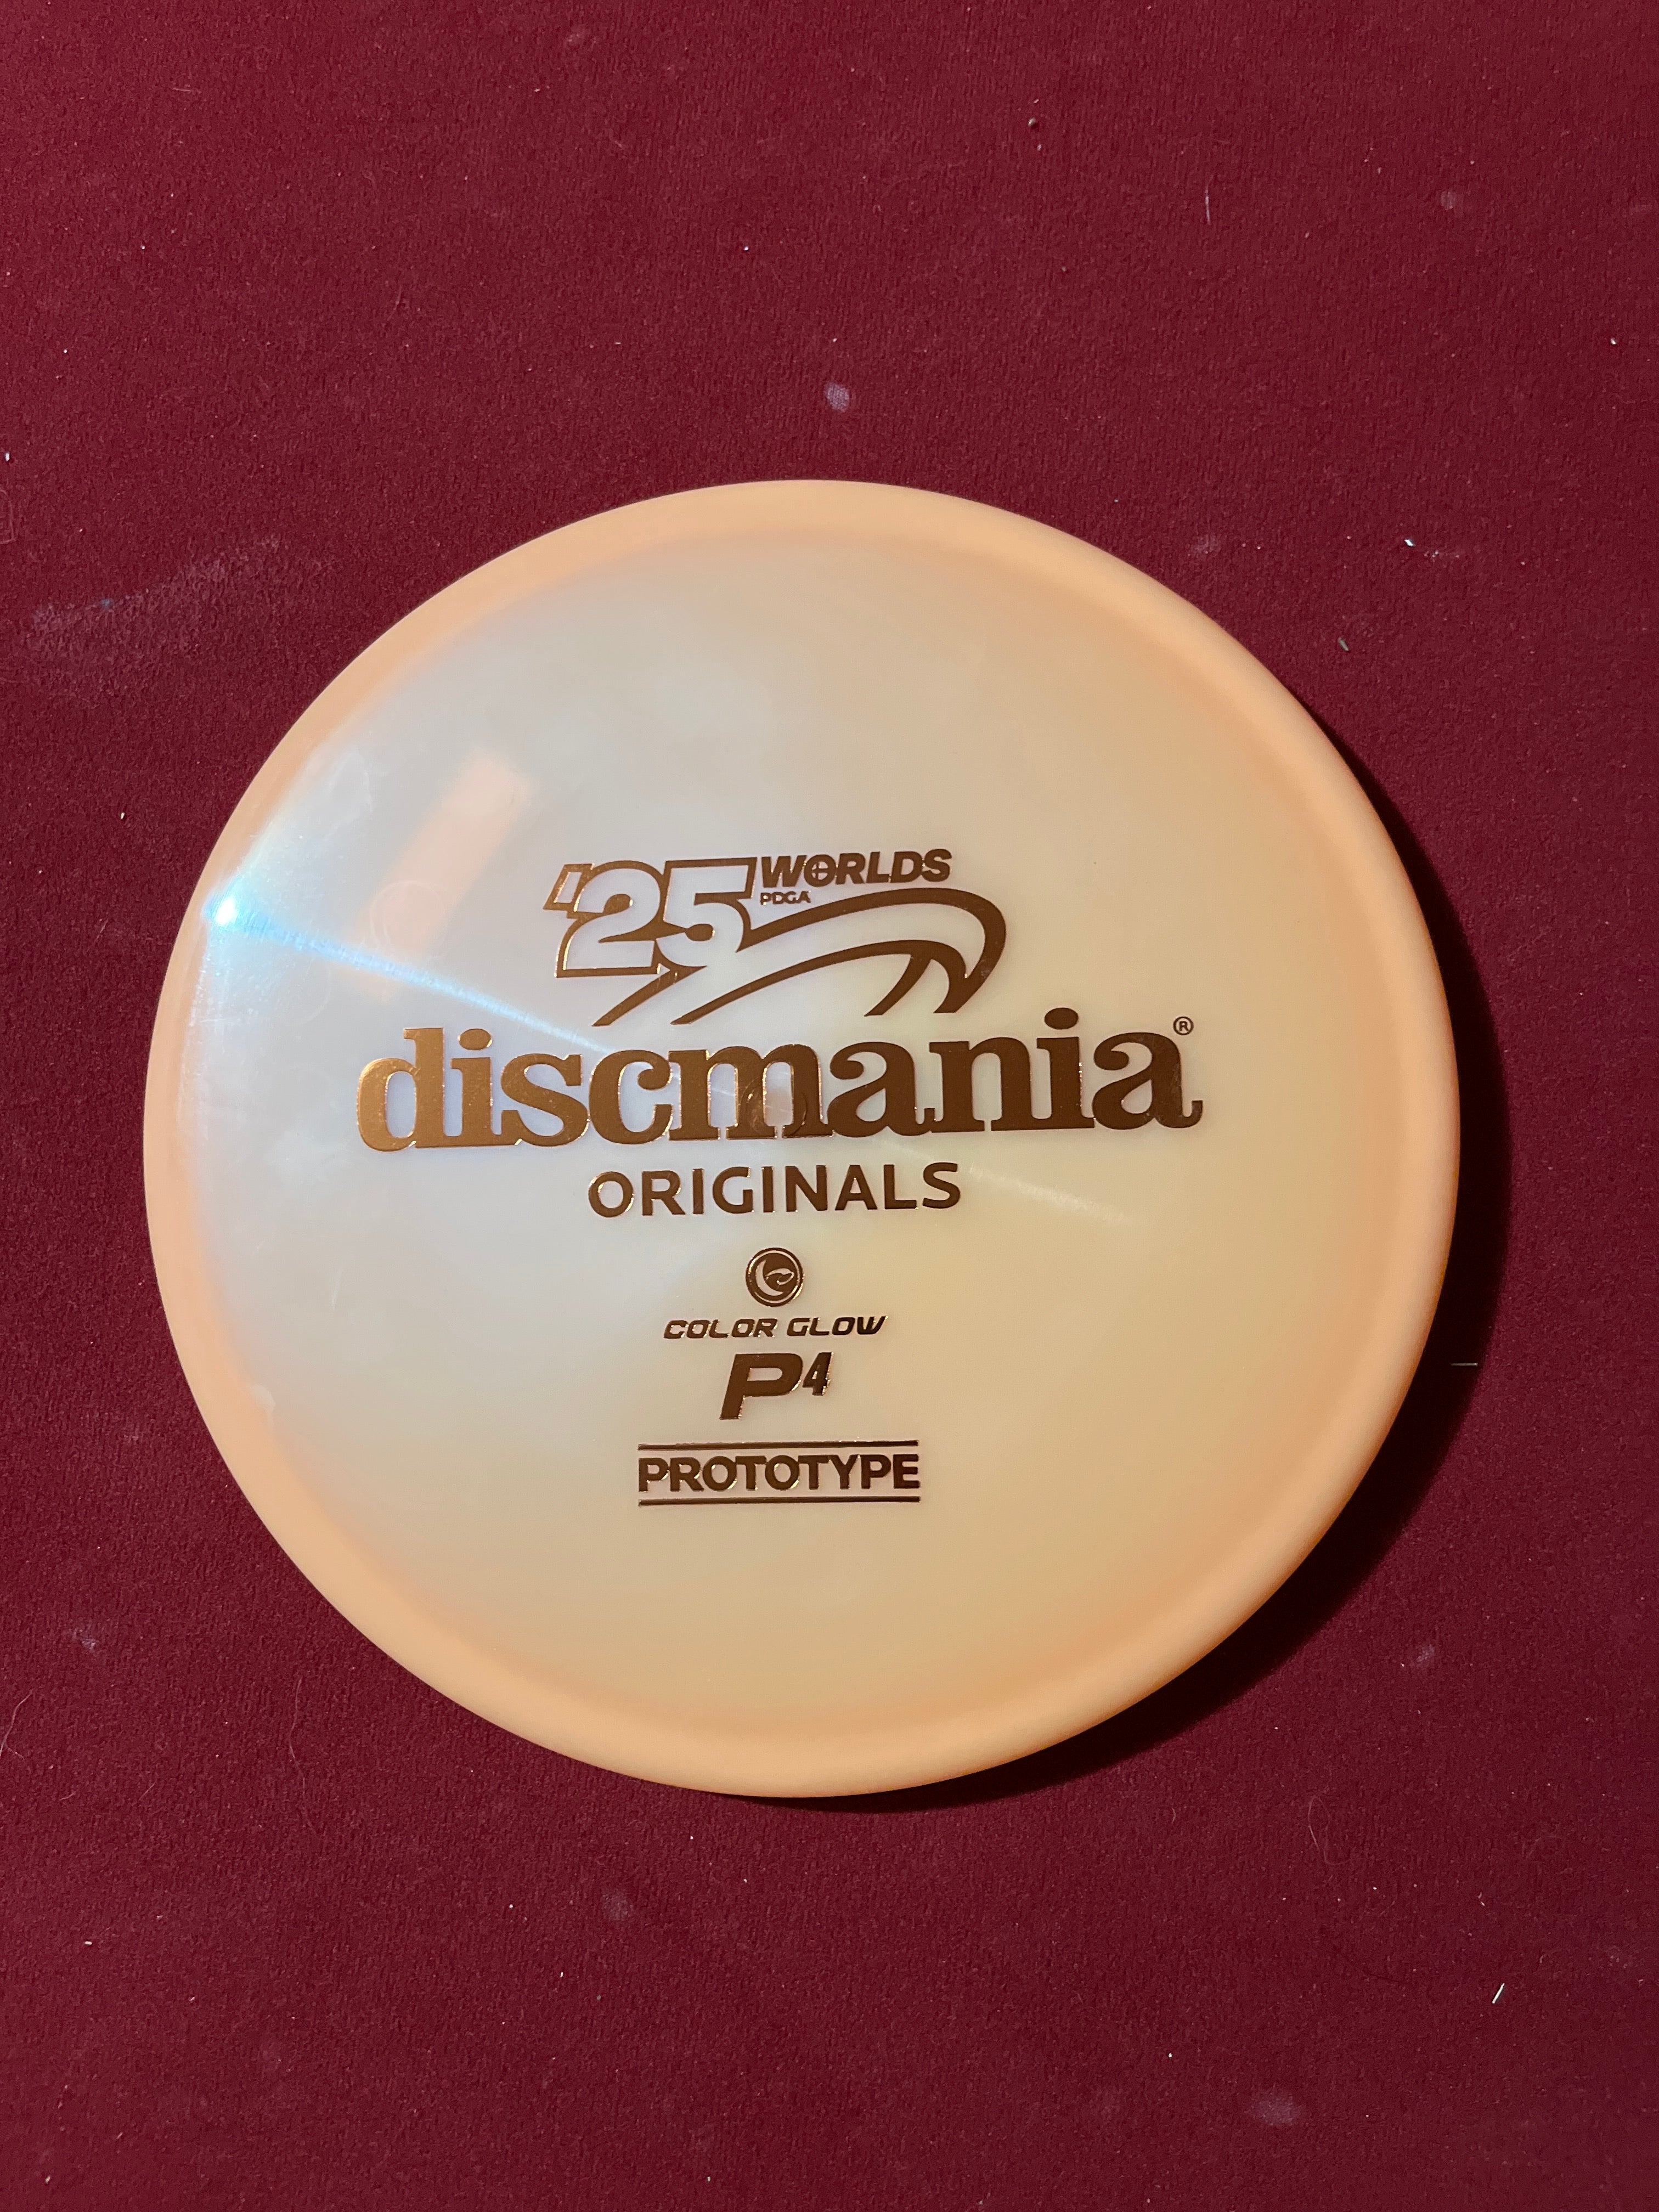 '25 WORLDS
PDGA
discmania®
ORIGINALS
COLOR GLOW
P4
PROTOTYPE